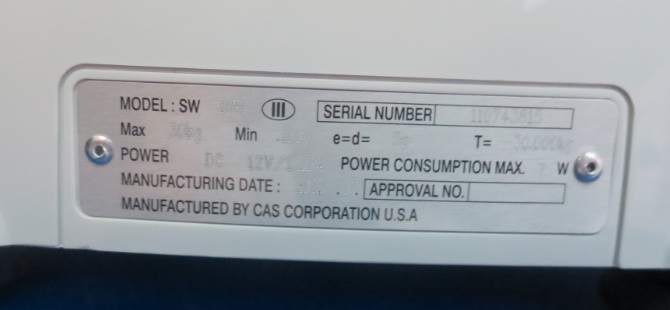 MODEL : SW III SERIAL NUMBER
Max Min e=d= T=
POWER DC 12V/ POWER CONSUMPTION MAX. W
MANUFACTURING DATE : APPROVAL NO.
MANUFACTURED BY CAS CORPORATION U.S.A